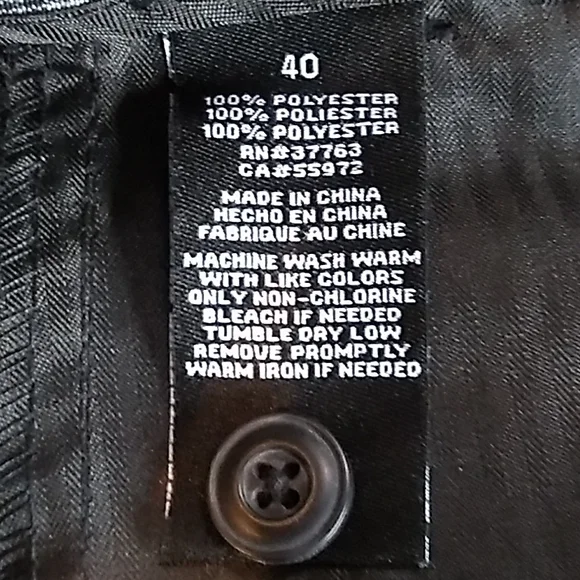 40
100% POLYESTER
100% POLIESTER
100% POLYESTER
RN#37763
CA#55972
MADE IN CHINA
HECHO EN CHINA
FABRIQUE AU CHINE
MACHINE WASH WARM
WITH LIKE COLORS
ONLY NON-CHLORINE
BLEACH IF NEEDED
TUMBLE DRY LOW
REMOVE PROMPTLY
WARM IRON IF NEEDED